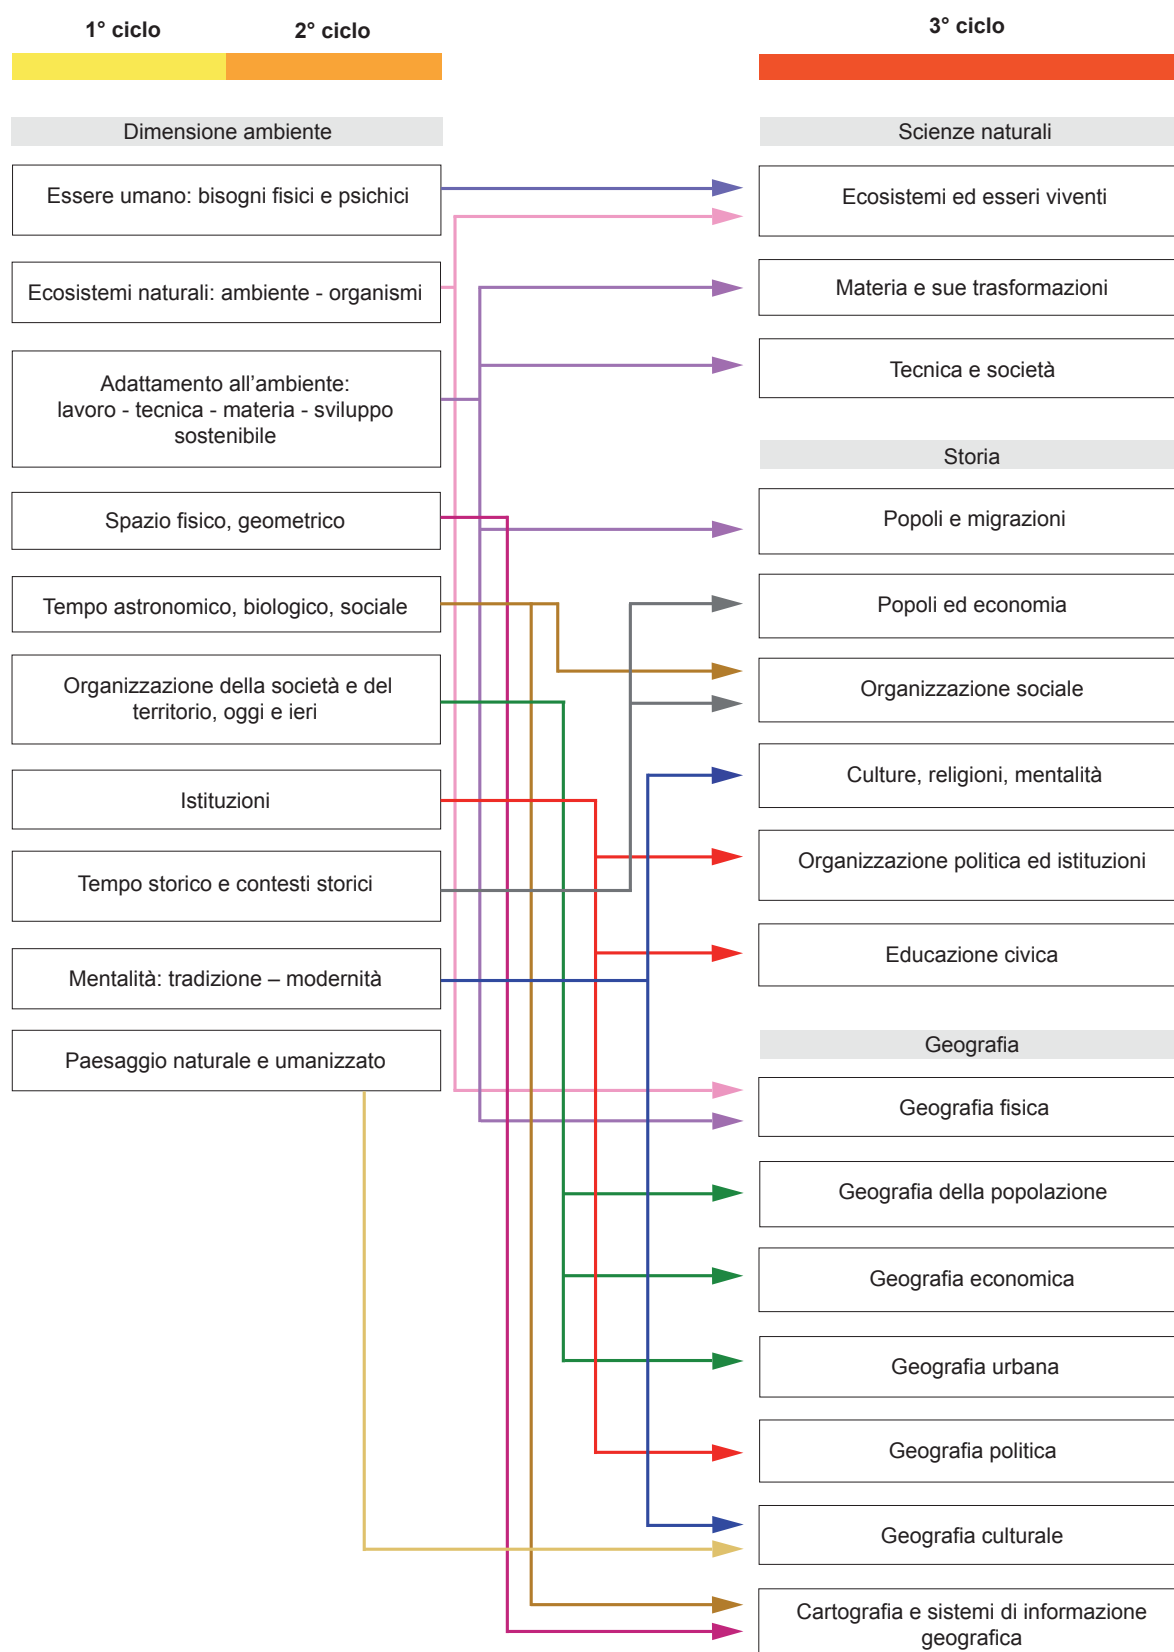 1° ciclo
2° ciclo
3° ciclo
Dimensione ambiente
Essere umano: bisogni fisici e psichici
Ecosistemi naturali: ambiente - organismi
Adattamento all’ambiente:
lavoro - tecnica - materia - sviluppo
sostenibile
Spazio fisico, geometrico
Tempo astronomico, biologico, sociale
Organizzazione della società e del
territorio, oggi e ieri
Istituzioni
Tempo storico e contesti storici
Mentalità: tradizione – modernità
Paesaggio naturale e umanizzato
Scienze naturali
Ecosistemi ed esseri viventi
Materia e sue trasformazioni
Tecnica e società
Storia
Popoli e migrazioni
Popoli ed economia
Organizzazione sociale
Culture, religioni, mentalità
Organizzazione politica ed istituzioni
Educazione civica
Geografia
Geografia fisica
Geografia della popolazione
Geografia economica
Geografia urbana
Geografia politica
Geografia culturale
Cartografia e sistemi di informazione
geografica